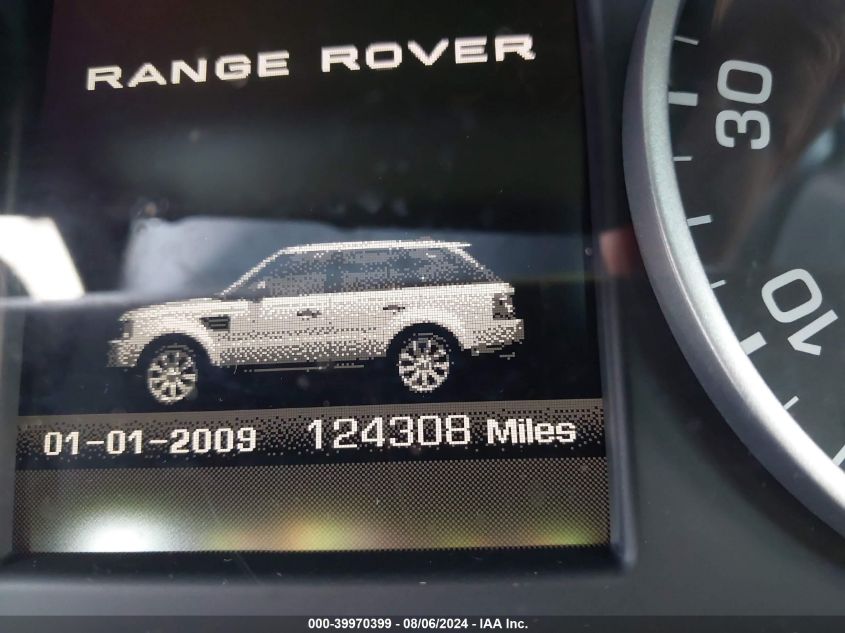 RANGE ROVER
30
10
01-01-2009 124308 Miles
000-39970399 - 08/06/2024 - IAA Inc.